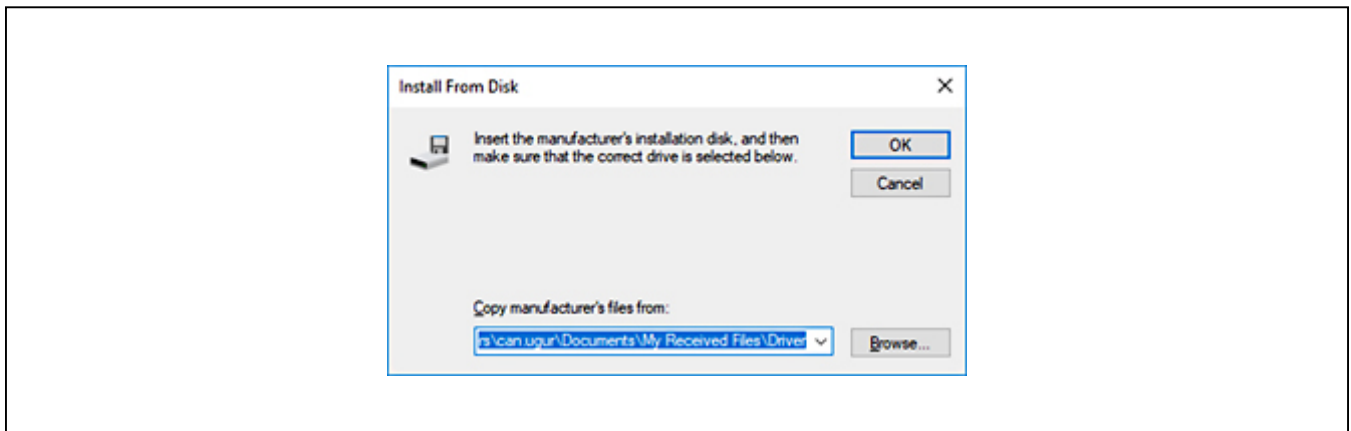 Install From Disk
Insert the manufacturer's installation disk, and then
make sure that the correct drive is selected below.
OK
Cancel
Copy manufacturer's files from:
rs\can.ugur\Documents\My Received Files\Driver
Browse...